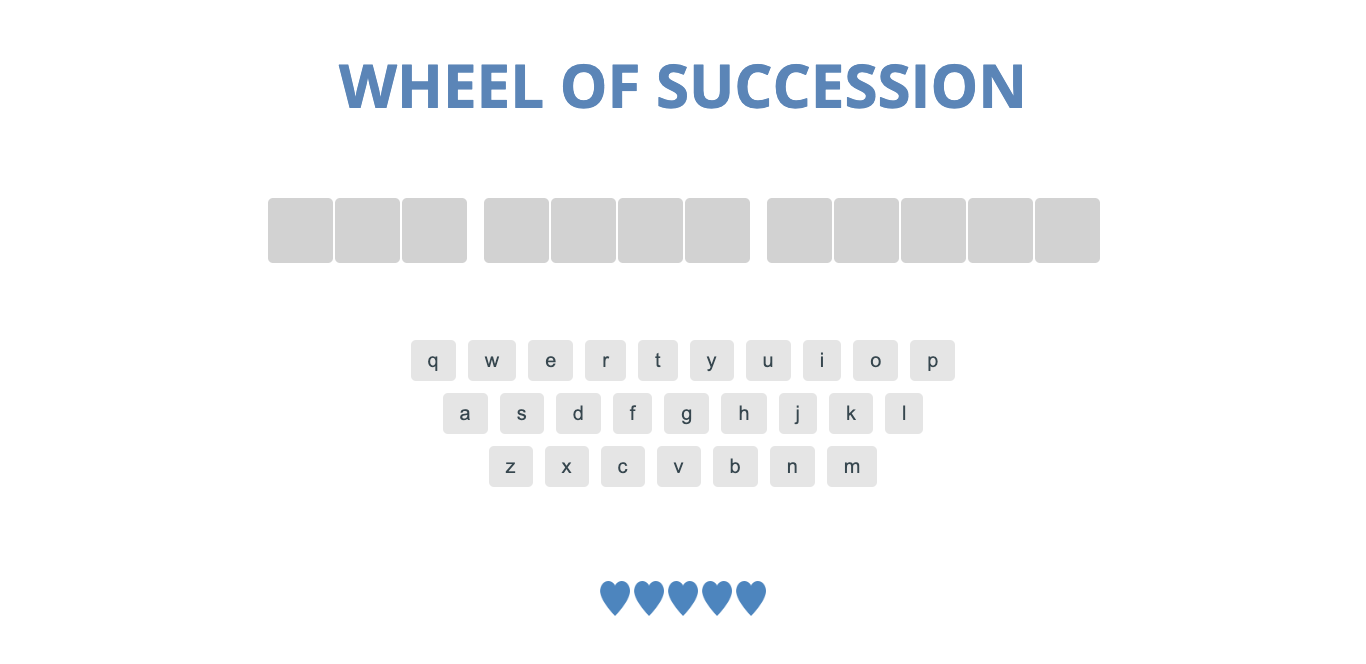 WHEEL OF SUCCESSION
q w e r t y u i o p
a s d f g h j k l
z x c v b n m